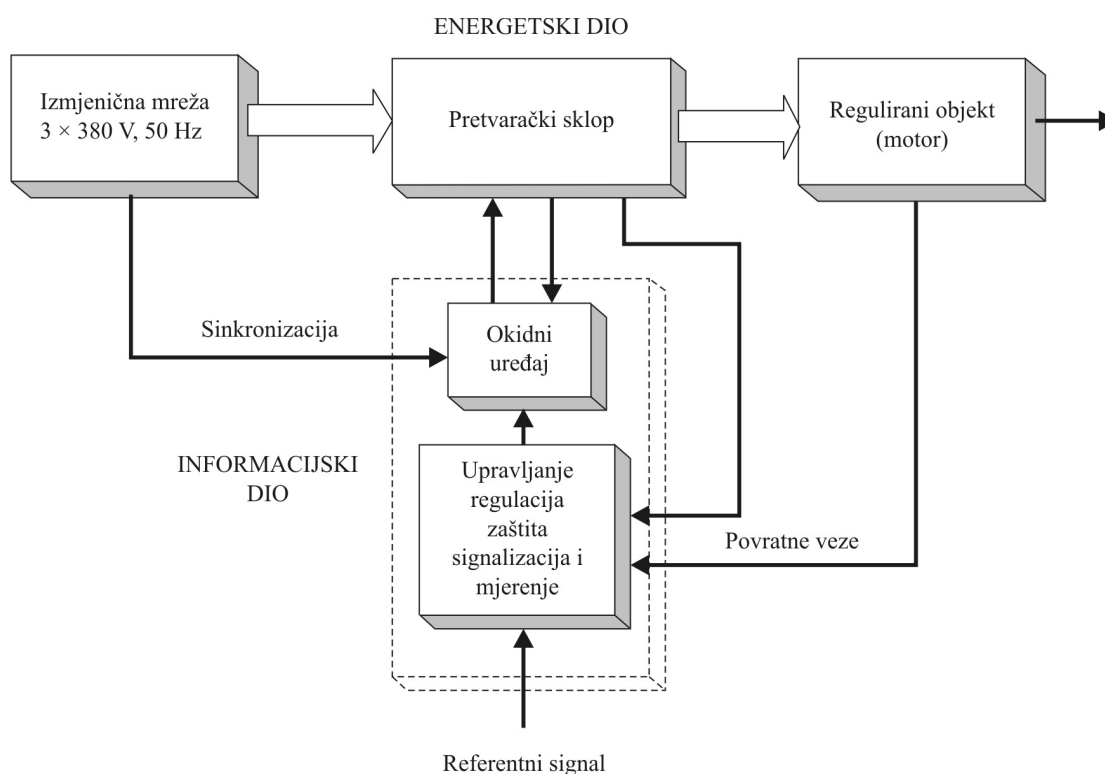 ENERGETSKI DIO
Izmjenična mreža
3 × 380 V, 50 Hz
Pretvarački sklop
Regulirani objekt
(motor)
Sinkronizacija
Okidni
uređaj
INFORMACIJSKI
DIO
Upravljanje
regulacija
zaštita
signalizacija i
mjerenje
Povratne veze
Referentni signal